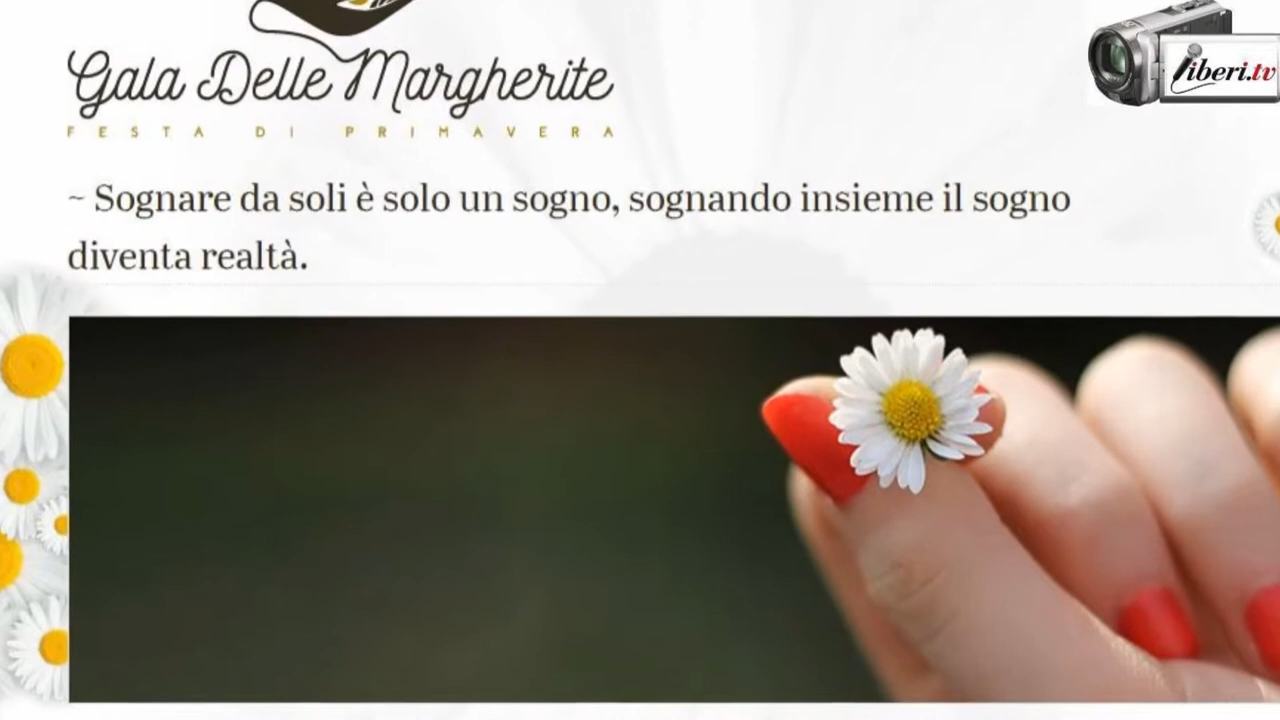 Gala Delle Margherite
FESTA DI PRIMAVERA
liberi.tv
~ Sognare da soli è solo un sogno, sognando insieme il sogno
diventa realtà.